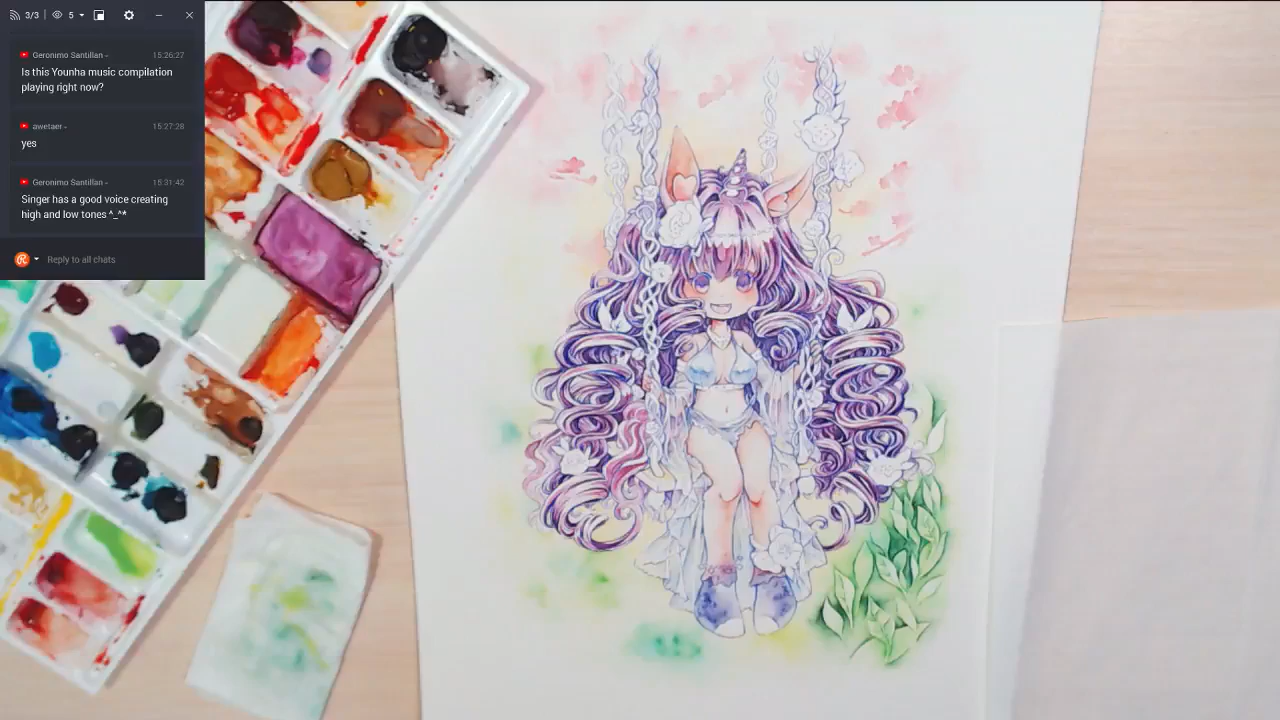 3/3 5
Geronimo Santillan 15:26:27
Is this Younha music compilation
playing right now?
awetaer 15:27:28
yes
Geronimo Santillan 15:31:42
Singer has a good voice creating
high and low tones ^_^*
Reply to all chats